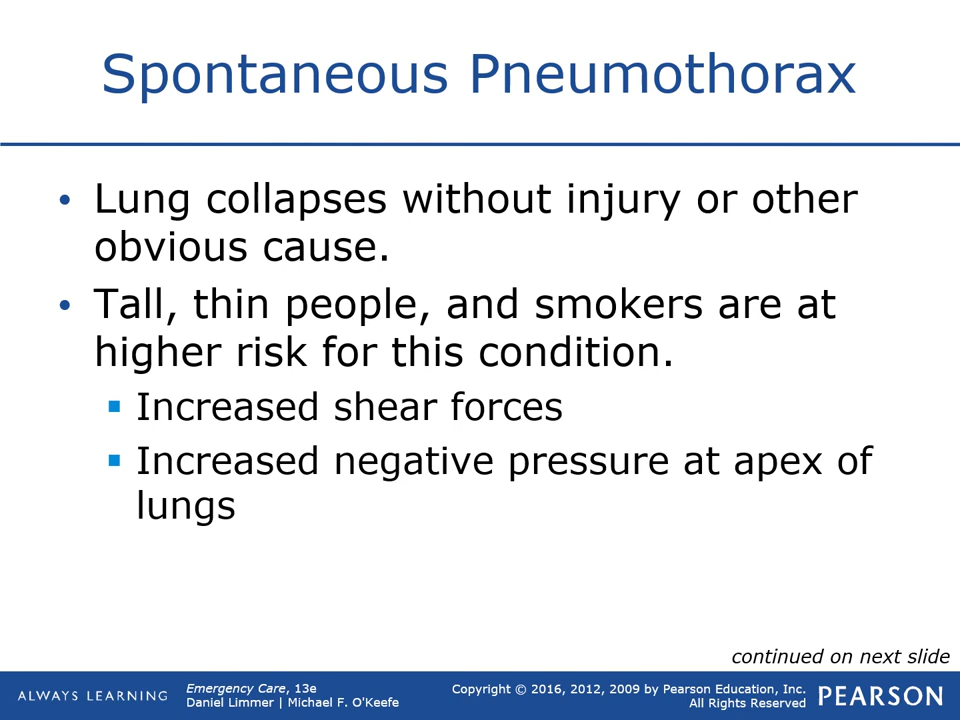 Spontaneous Pneumothorax
• Lung collapses without injury or other
obvious cause.
• Tall, thin people, and smokers are at
higher risk for this condition.
▪ Increased shear forces
▪ Increased negative pressure at apex of
lungs
continued on next slide
ALWAYS LEARNING
Emergency Care, 13e
Daniel Limmer | Michael F. O'Keefe
Copyright © 2016, 2012, 2009 by Pearson Education, Inc.
All Rights Reserved
PEARSON